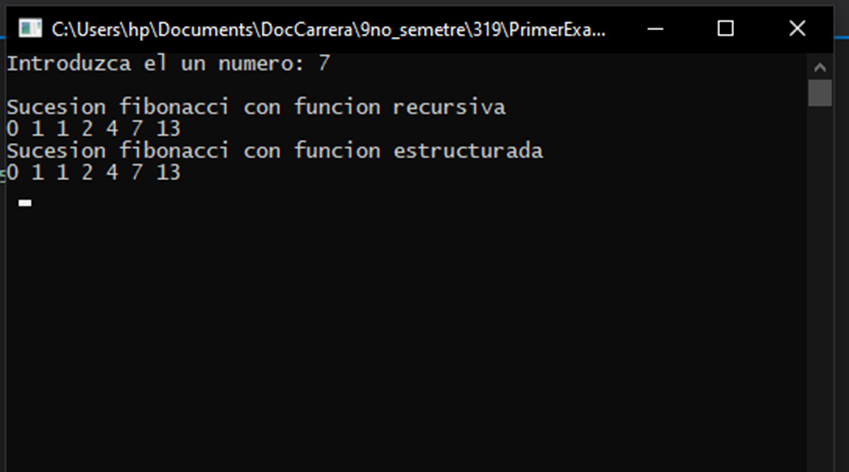 C:\Users\hp\Documents\DocCarrera\9no_semetre\319\PrimerExa...
Introduzca el un numero: 7
Sucesion fibonacci con funcion recursiva
0 1 1 2 4 7 13
Sucesion fibonacci con funcion estructurada
0 1 1 2 4 7 13